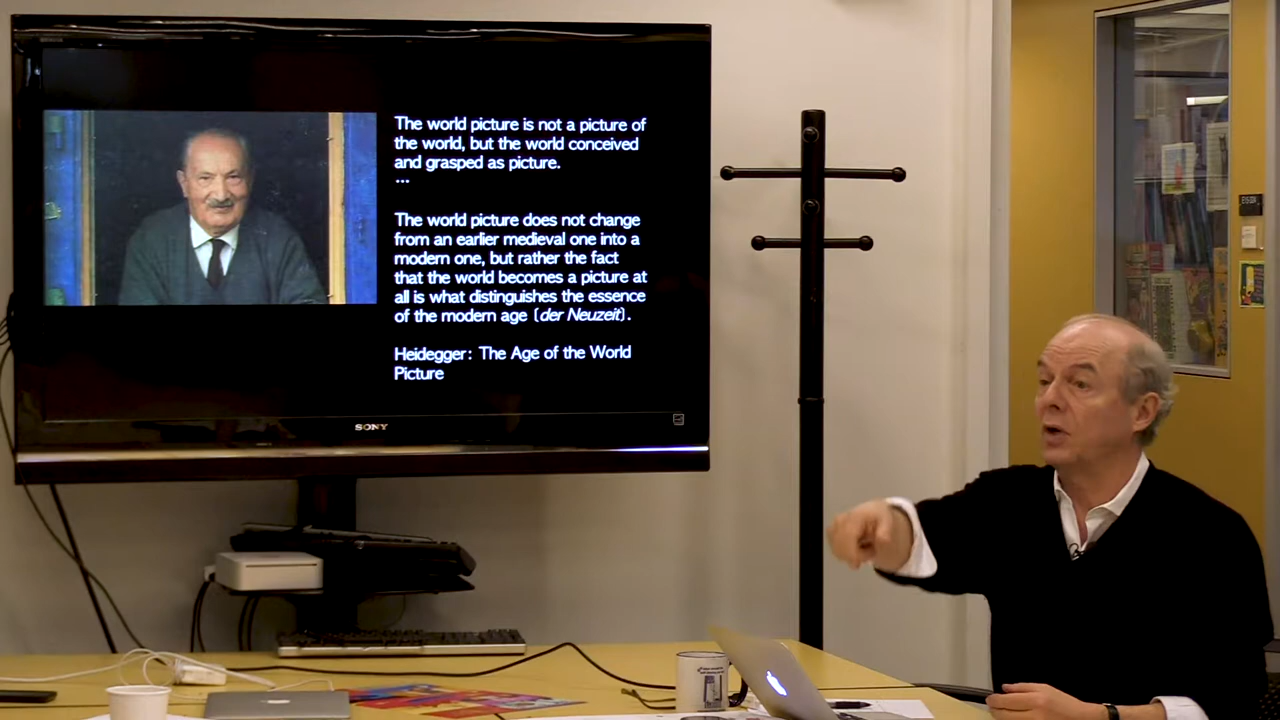 The world picture is not a picture of
the world, but the world conceived
and grasped as picture.
...
The world picture does not change
from an earlier medieval one into a
modern one, but rather the fact
that the world becomes a picture at
all is what distinguishes the essence
of the modern age (der Neuzeit).
Heidegger: The Age of the World
Picture
SONY